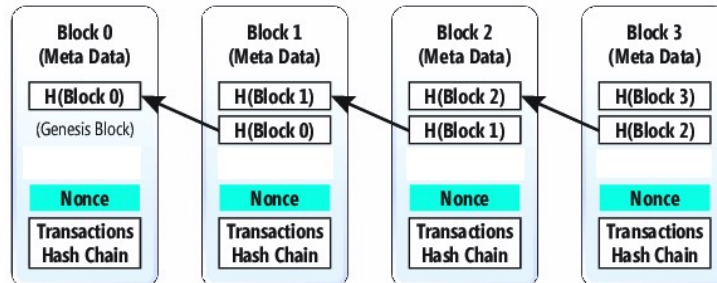 Block 0
(Meta Data)
H(Block 0)
(Genesis Block)
Nonce
Transactions
Hash Chain
Block 1
(Meta Data)
H(Block 1)
H(Block 0)
Nonce
Transactions
Hash Chain
Block 2
(Meta Data)
H(Block 2)
H(Block 1)
Nonce
Transactions
Hash Chain
Block 3
(Meta Data)
H(Block 3)
H(Block 2)
Nonce
Transactions
Hash Chain